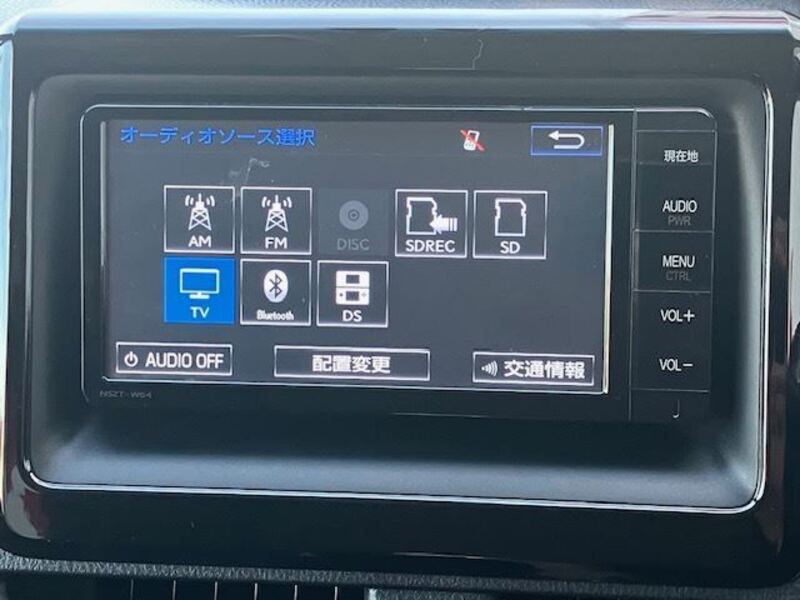 オーディオソース選択
AM
FM
DISC
SDREC
SD
TV
Bluetooth
DS
AUDIO OFF
配置変更
交通情報
NSZT-W64
現在地
AUDIO
PWR
MENU
CTRL
VOL+
VOL-